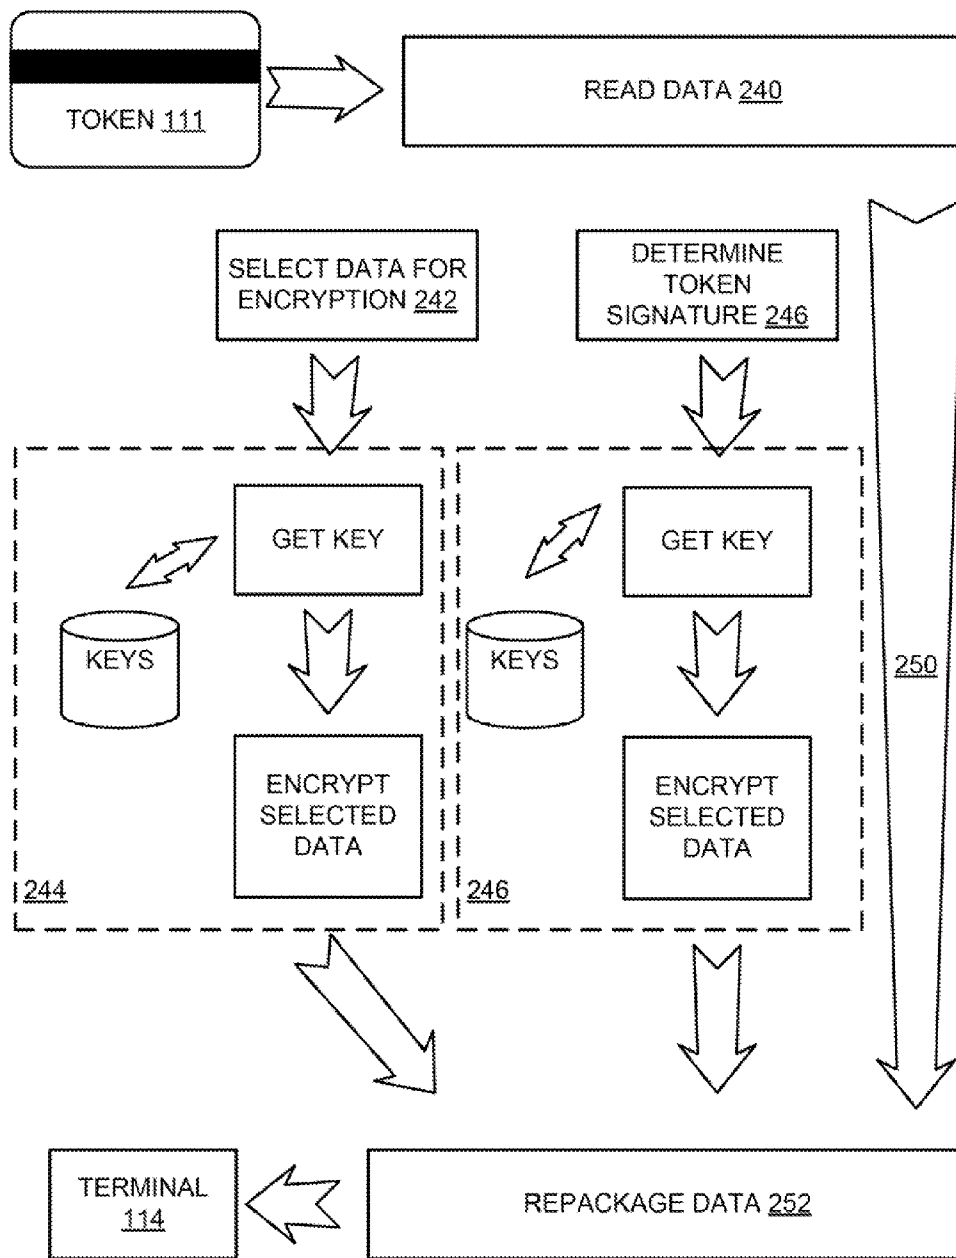 TOKEN 111
READ DATA 240
SELECT DATA FOR
ENCRYPTION 242
DETERMINE
TOKEN
SIGNATURE 246
GET KEY
KEYS
ENCRYPT
SELECTED
DATA
244
GET KEY
KEYS
ENCRYPT
SELECTED
DATA
246
250
TERMINAL
114
REPACKAGE DATA 252